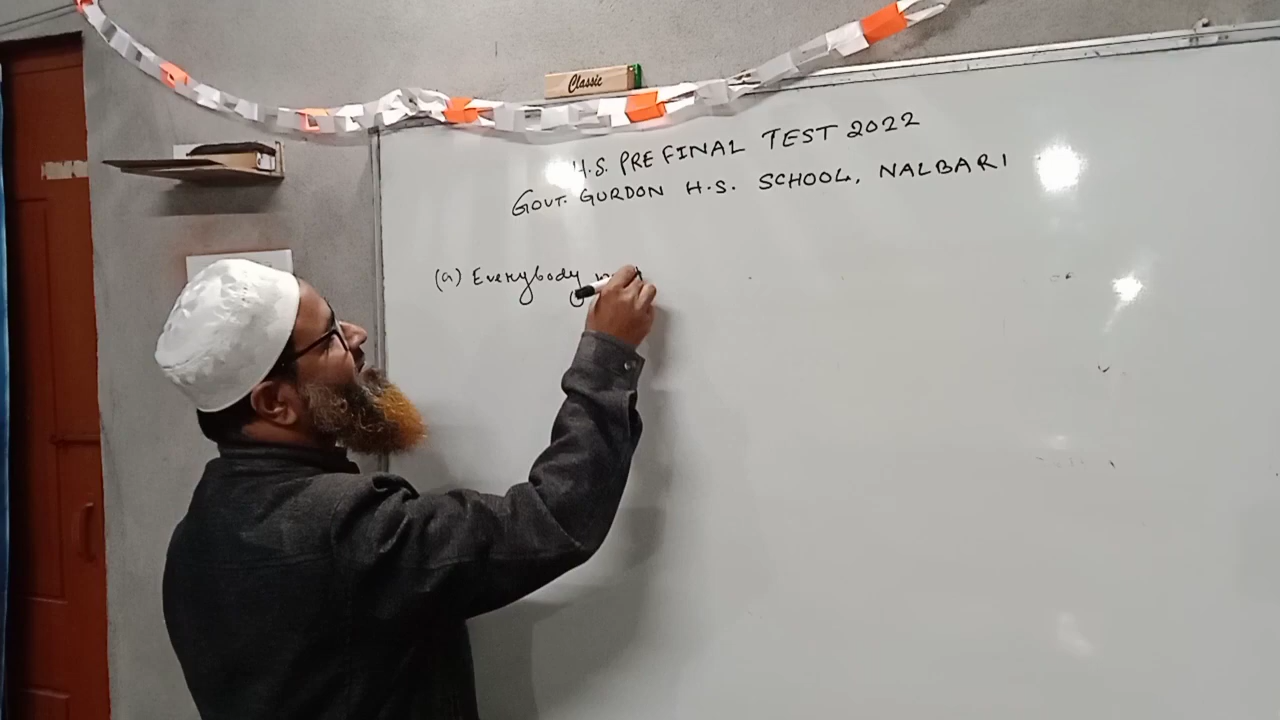 Classic
H.S. PRE FINAL TEST 2022
GOVT. GURDON H.S. SCHOOL, NALBARI
(a) Everybody